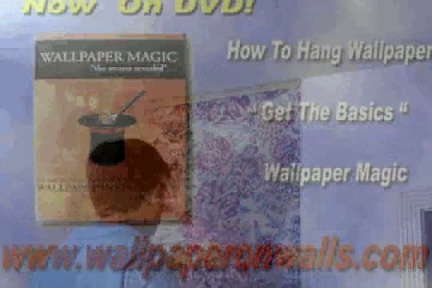 Now On DVD!
WALLPAPER MAGIC
"the secrets revealed"
How To Hang Wallpaper
"Get The Basics "
Wallpaper Magic
www.wallpaperonwalls.com